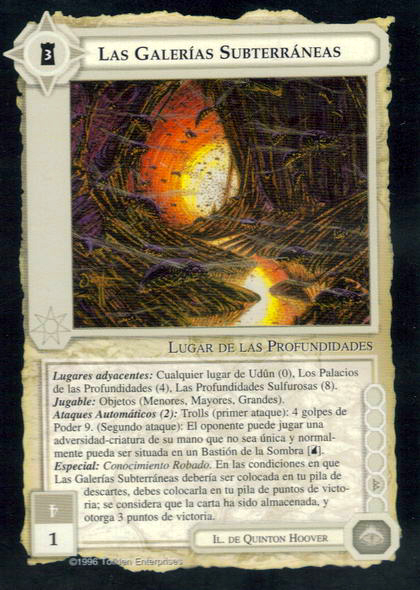 3
LAS GALERÍAS SUBTERRÁNEAS
LUGAR DE LAS PROFUNDIDADES
Lugares adyacentes: Cualquier lugar de Udûn (0), Los Palacios
de las Profundidades (4), Las Profundidades Sulfurosas (8).
Jugable: Objetos (Menores, Mayores, Grandes).
Ataques Automáticos (2): Trolls (primer ataque): 4 golpes de
Poder 9. (Segundo ataque): El oponente puede jugar una
adversidad-criatura de su mano que no sea única y normal-
mente pueda ser situada en un Bastión de la Sombra [].
Especial: Conocimiento Robado. En las condiciones en que
Las Galerías Subterráneas debería ser colocada en tu pila de
descartes, debes colocarla en tu pila de puntos de victo-
ria; se considera que la carta ha sido almacenada, y
otorga 3 puntos de victoria.
1
IL. DE QUINTON HOOVER
©1996 Tolkien Enterprises